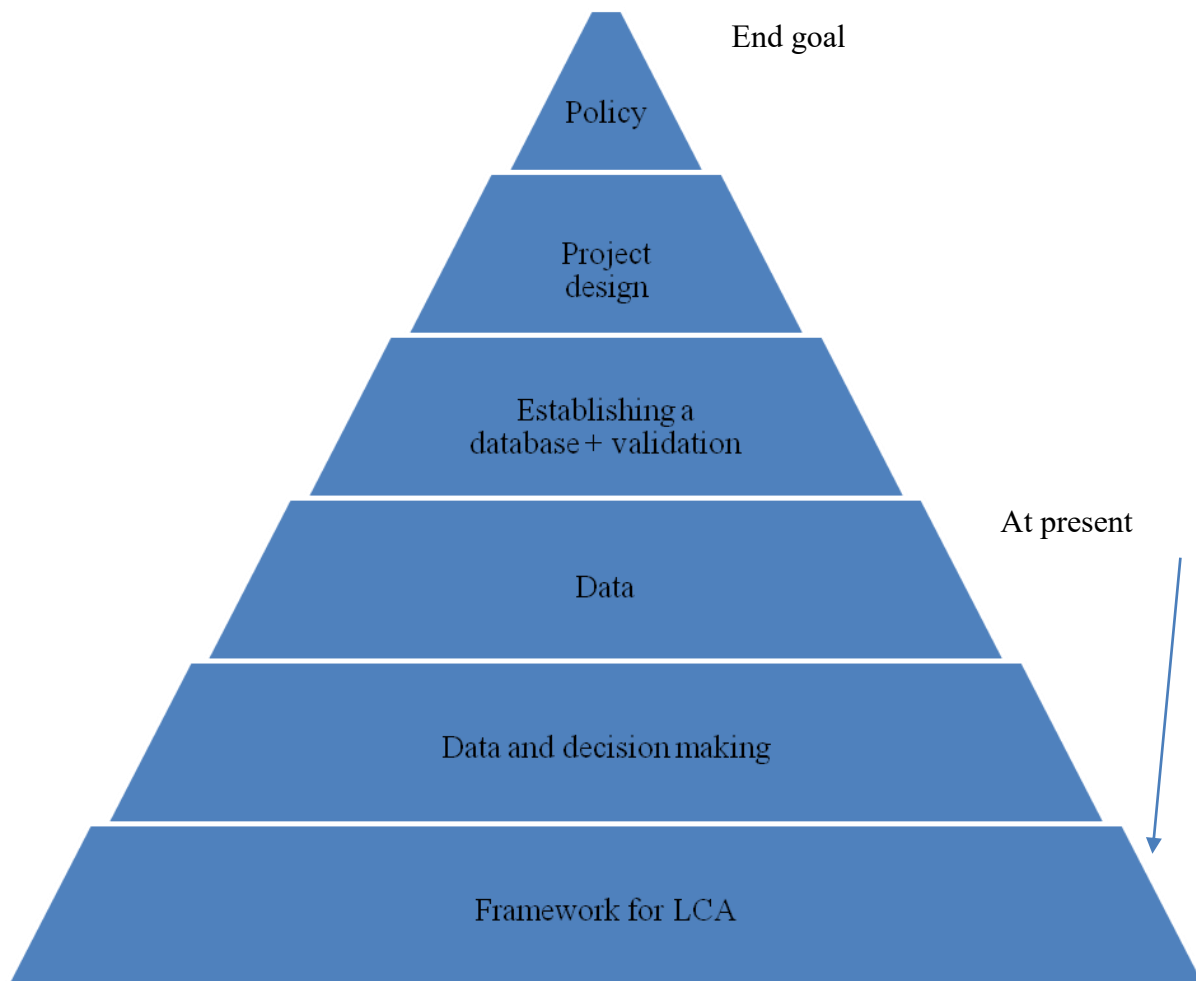 End goal
Policy
Project
design
Establishing a
database + validation
At present
Data
Data and decision making
Framework for LCA